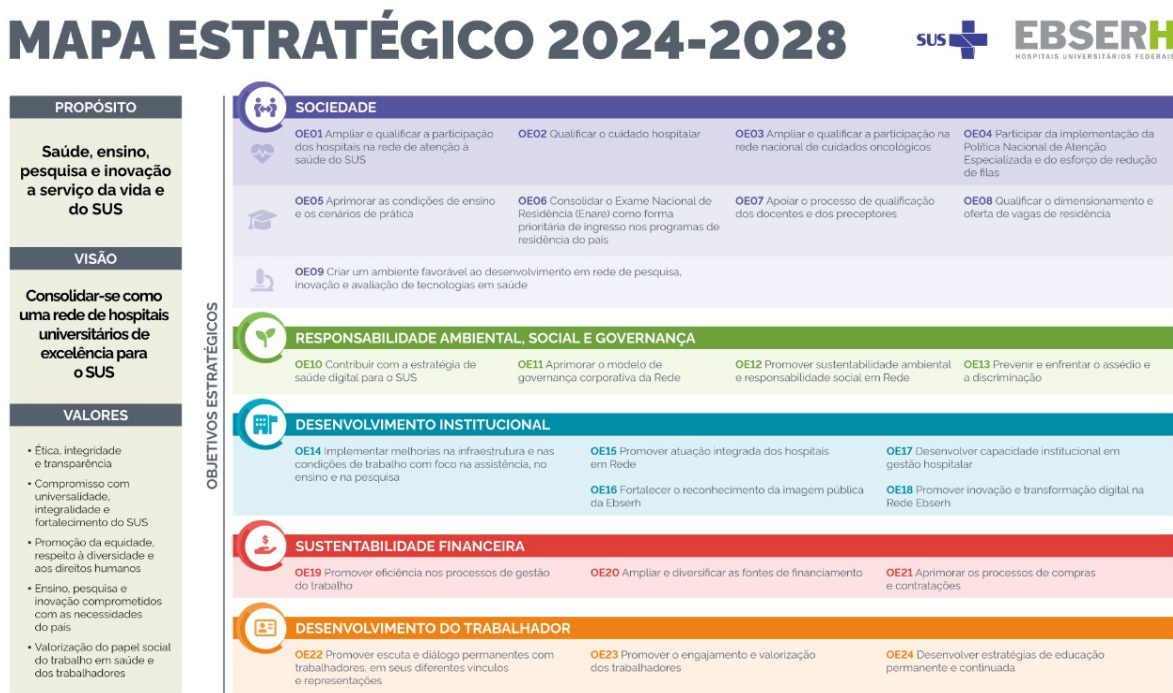 MAPA ESTRATÉGICO 2024-2028
SUS
EBSERH
HOSPITAIS UNIVERSITÁRIOS FEDERAIS
PROPÓSITO
Saúde, ensino,
pesquisa e inovação
a serviço da vida e
do SUS
VISÃO
Consolidar-se como
uma rede de hospitais
universitários de
excelência para
o SUS
VALORES
▪ Ética, integridade
e transparência
▪ Compromisso com
universalidade,
integralidade e
fortalecimento do SUS
▪ Promoção da equidade,
respeito à diversidade e
aos direitos humanos
▪ Ensino, pesquisa e
inovação comprometidos
com as necessidades
do país
▪ Valorização do papel social
do trabalho em saúde e
dos trabalhadores
OBJETIVOS ESTRATÉGICOS
SOCIEDADE
OE01 Ampliar e qualificar a participação
dos hospitais na rede de atenção à
saúde do SUS
OE02 Qualificar o cuidado hospitalar
OE03 Ampliar e qualificar a participação na
rede nacional de cuidados oncológicos
OE04 Participar da implementação da
Política Nacional de Atenção
Especializada e do esforço de redução
de filas
OE05 Aprimorar as condições de ensino
e os cenários de prática
OE06 Consolidar o Exame Nacional de
Residência (Enare) como forma
prioritária de ingresso nos programas de
residência do país
OE07 Apoiar o processo de qualificação
dos docentes e dos preceptores
OE08 Qualificar o dimensionamento e
oferta de vagas de residência
OE09 Criar um ambiente favorável ao desenvolvimento em rede de pesquisa,
inovação e avaliação de tecnologias em saúde
RESPONSABILIDADE AMBIENTAL, SOCIAL E GOVERNANÇA
OE10 Contribuir com a estratégia de
saúde digital para o SUS
OE11 Aprimorar o modelo de
governança corporativa da Rede
OE12 Promover sustentabilidade ambiental
e responsabilidade social em Rede
OE13 Prevenir e enfrentar o assédio e
a discriminação
DESENVOLVIMENTO INSTITUCIONAL
OE14 Implementar melhorias na infraestrutura e nas
condições de trabalho com foco na assistência, no
ensino e na pesquisa
OE15 Promover atuação integrada dos hospitais
em Rede
OE16 Fortalecer o reconhecimento da imagem pública
da Ebserh
OE17 Desenvolver capacidade institucional em
gestão hospitalar
OE18 Promover inovação e transformação digital na
Rede Ebserh
SUSTENTABILIDADE FINANCEIRA
OE19 Promover eficiência nos processos de gestão
do trabalho
OE20 Ampliar e diversificar as fontes de financiamento
OE21 Aprimorar os processos de compras
e contratações
DESENVOLVIMENTO DO TRABALHADOR
OE22 Promover escuta e diálogo permanentes com
trabalhadores, em seus diferentes vínculos
e representações
OE23 Promover o engajamento e valorização
dos trabalhadores
OE24 Desenvolver estratégias de educação
permanente e continuada